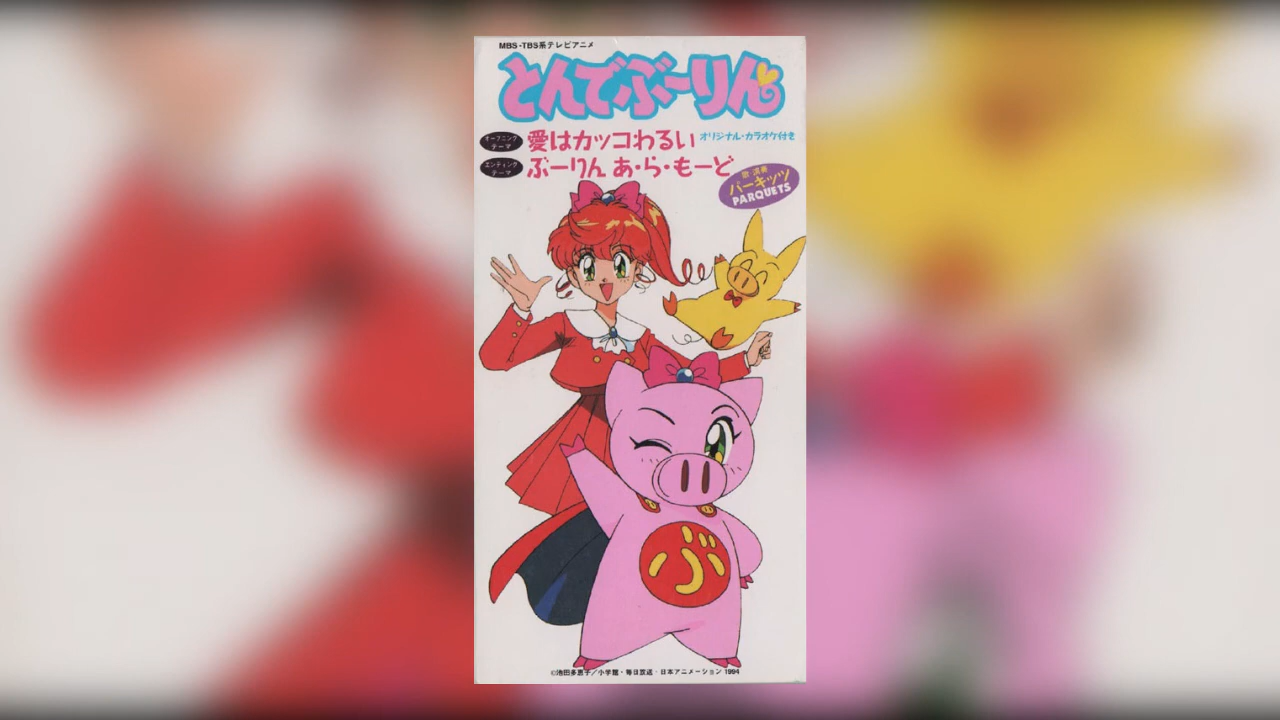 MBS・TBS系テレビアニメ
とんでぶーりん
オープニング
テーマ
愛はカッコわるい
オリジナル・カラオケ付き
エンディング
テーマ
ぶーりん あ・ら・もーど
歌・演奏
パーキッツ
PARQUETS
ぶ
©池田多恵子/小学館・毎日放送・日本アニメーション 1994